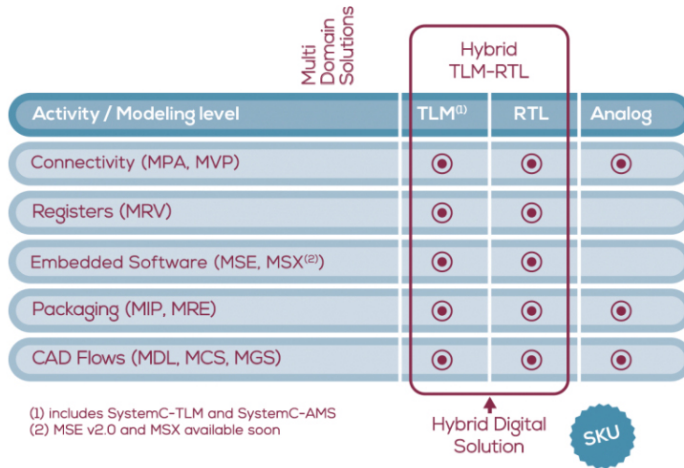 Multi
Domain
Solutions
Hybrid
TLM-RTL
Activity / Modeling level TLM(1) RTL Analog
Connectivity (MPA, MVP)
Registers (MRV)
Embedded Software (MSE, MSX(2))
Packaging (MIP, MRE)
CAD Flows (MDL, MCS, MGS)
(1) includes SystemC-TLM and SystemC-AMS
(2) MSE v2.0 and MSX available soon
Hybrid Digital
Solution
SKU